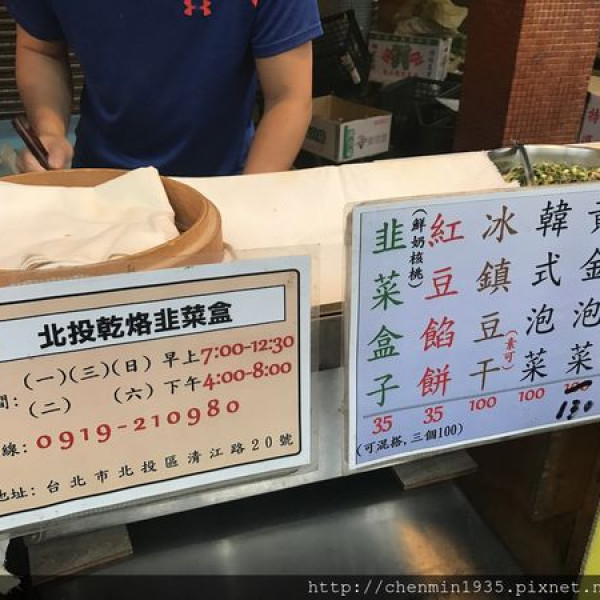 北投乾烙韭菜盒
間: (一)(三)(日) 早上7:00-12:30
(二) (六) 下午4:00-8:00
線: 0919-210980
地址: 台北市北投區清江路20號
韭菜盒子 35
(鮮奶核桃) 紅豆餡餅 35
(可混搭,三個100)
冰鎮豆干 (素可) 100
韓式泡菜 100
黃金泡菜 100 130
http://chenmin1935.pixnet.n